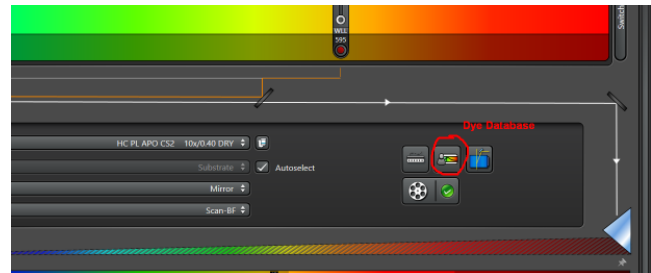 WLL
595
Switch
Dye Database
HC PL APO CS2 10x/0.40 DRY
Substrate
Autoselect
Mirror
Scan-BF